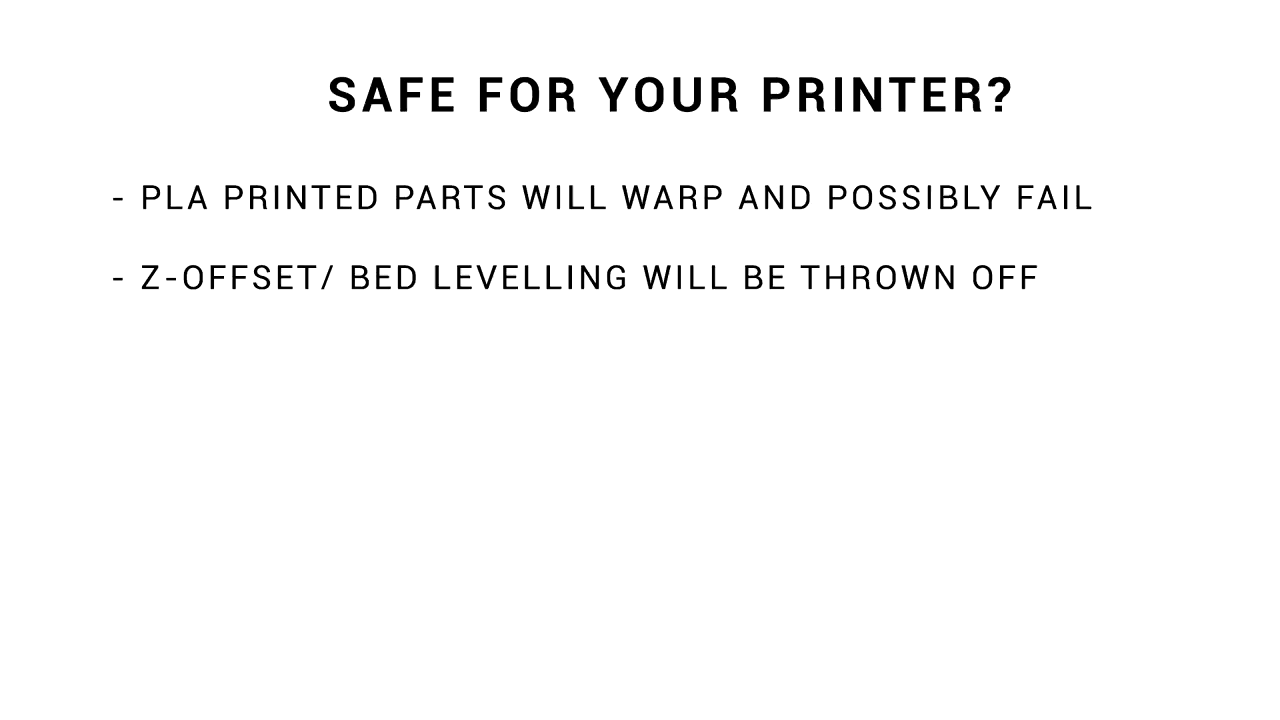 SAFE FOR YOUR PRINTER?
- PLA PRINTED PARTS WILL WARP AND POSSIBLY FAIL
- Z-OFFSET/ BED LEVELLING WILL BE THROWN OFF